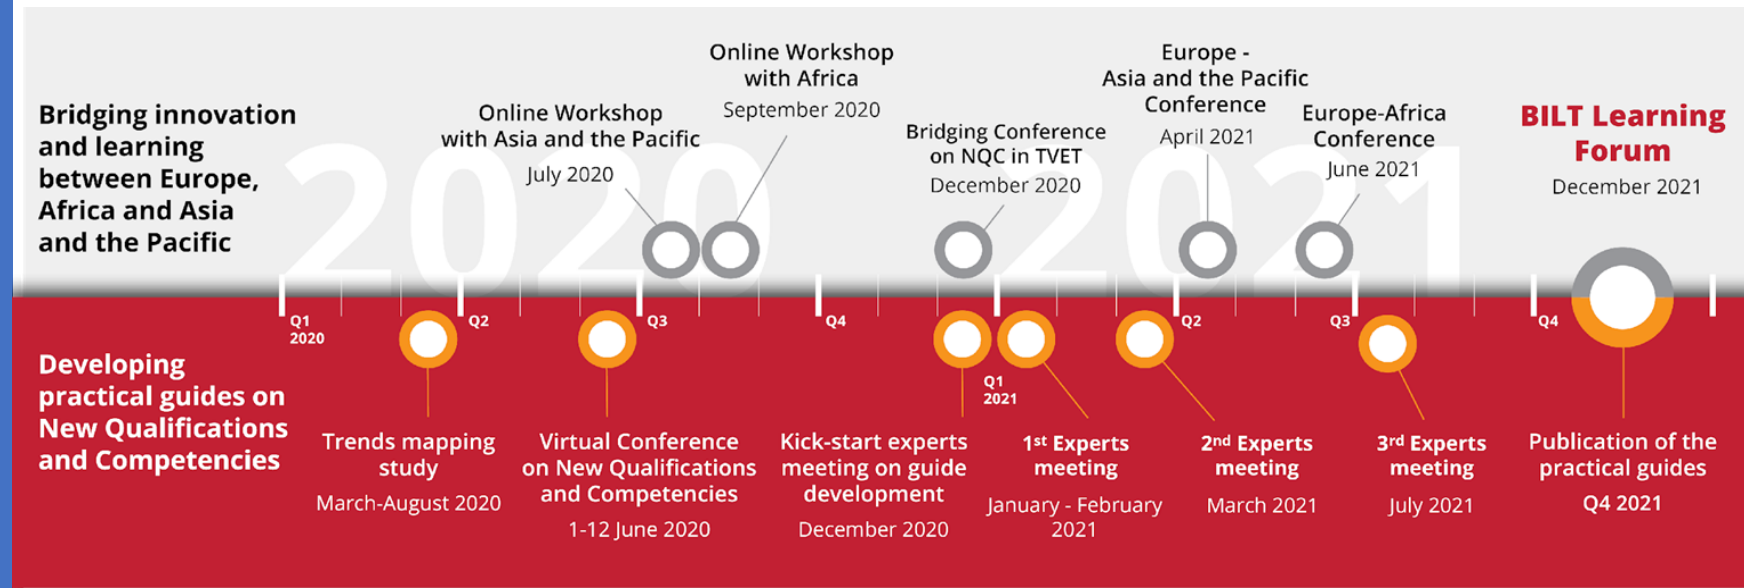 Bridging innovation
and learning
between Europe,
Africa and Asia
and the Pacific
2020
2021
Online Workshop
with Asia and the Pacific
July 2020
Online Workshop
with Africa
September 2020
Bridging Conference
on NQC in TVET
December 2020
Europe -
Asia and the Pacific
Conference
April 2021
Europe-Africa
Conference
June 2021
BILT Learning
Forum
December 2021
Q1
2020
Q2
Q3
Q4
Q1
2021
Q2
Q3
Q4
Developing
practical guides on
New Qualifications
and Competencies
Trends mapping
study
March-August 2020
Virtual Conference
on New Qualifications
and Competencies
1-12 June 2020
Kick-start experts
meeting on guide
development
December 2020
1st Experts
meeting
January - February
2021
2nd Experts
meeting
March 2021
3rd Experts
meeting
July 2021
Publication of the
practical guides
Q4 2021